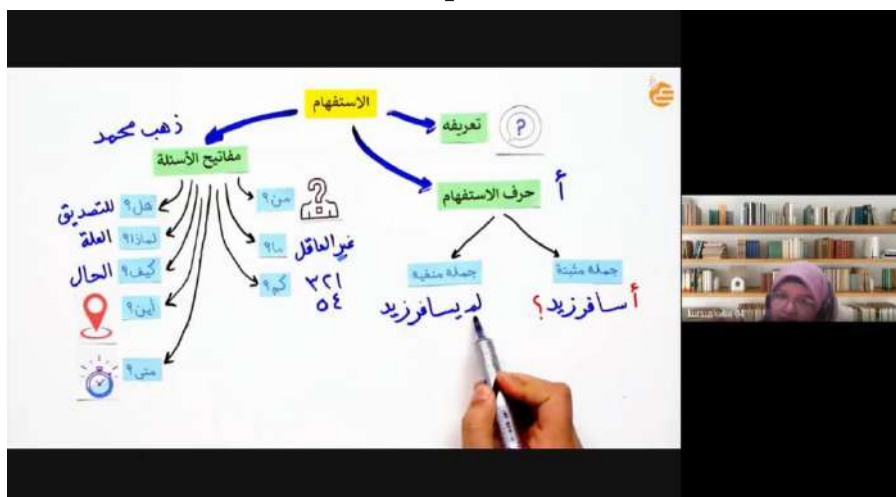 الاستفهام
تعريفه
?
حرف الاستفهام
أ
جملة مثبتة
أ سافر زيد؟
جملة منفية
لم يسافر زيد
ذهب محمد
مفاتيح الأسئلة
من؟
?
ما؟ غير العاقل
كم؟ ٣٢١
٥٤
هل؟ للتصديق
لماذا؟ العلة
كيف؟ الحال
أين؟
متى؟